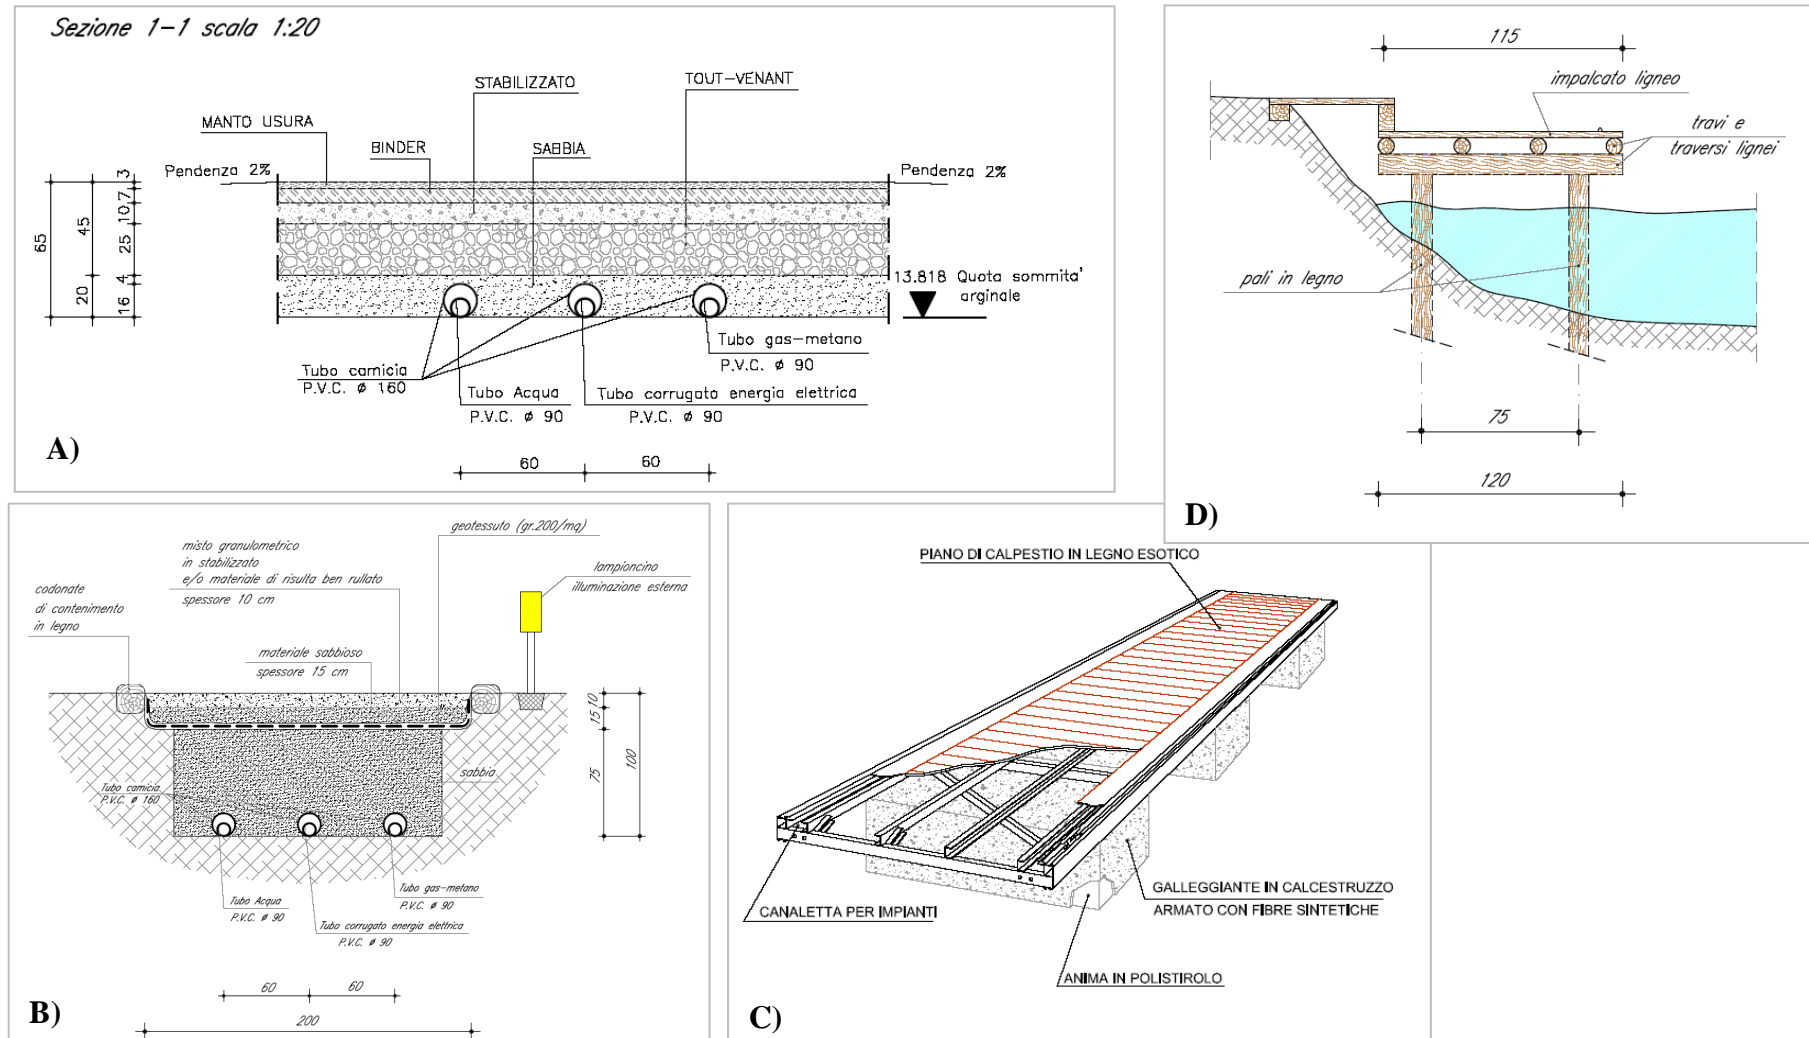 Sezione 1-1 scala 1:20
STABILIZZATO
TOUT-VENANT
MANTO USURA
BINDER
SABBIA
Pendenza 2%
Pendenza 2%
3
7
10
25
4
16
45
20
65
13.818 Quota sommita'
arginale
Tubo gas-metano
P.V.C. ø 90
Tubo camicia
P.V.C. ø 160
Tubo Acqua
P.V.C. ø 90
Tubo corrugato energia elettrica
P.V.C. ø 90
60
60
A)
115
impalcato ligneo
travi e
traversi lignei
pali in legno
75
120
D)
geotessuto (gr.200/mq)
misto granulometrico
in stabilizzato
e/o materiale di risulta ben rullato
spessore 10 cm
lampioncino
illuminazione esterna
codonate
di contenimento
in legno
materiale sabbioso
spessore 15 cm
10
15
75
100
sabbia
Tubo camicia
P.V.C. ø 160
Tubo gas-metano
P.V.C. ø 90
Tubo Acqua
P.V.C. ø 90
Tubo corrugato energia elettrica
P.V.C. ø 90
60
60
200
B)
PIANO DI CALPESTIO IN LEGNO ESOTICO
GALLEGGIANTE IN CALCESTRUZZO
ARMATO CON FIBRE SINTETICHE
CANALETTA PER IMPIANTI
ANIMA IN POLISTIROLO
C)